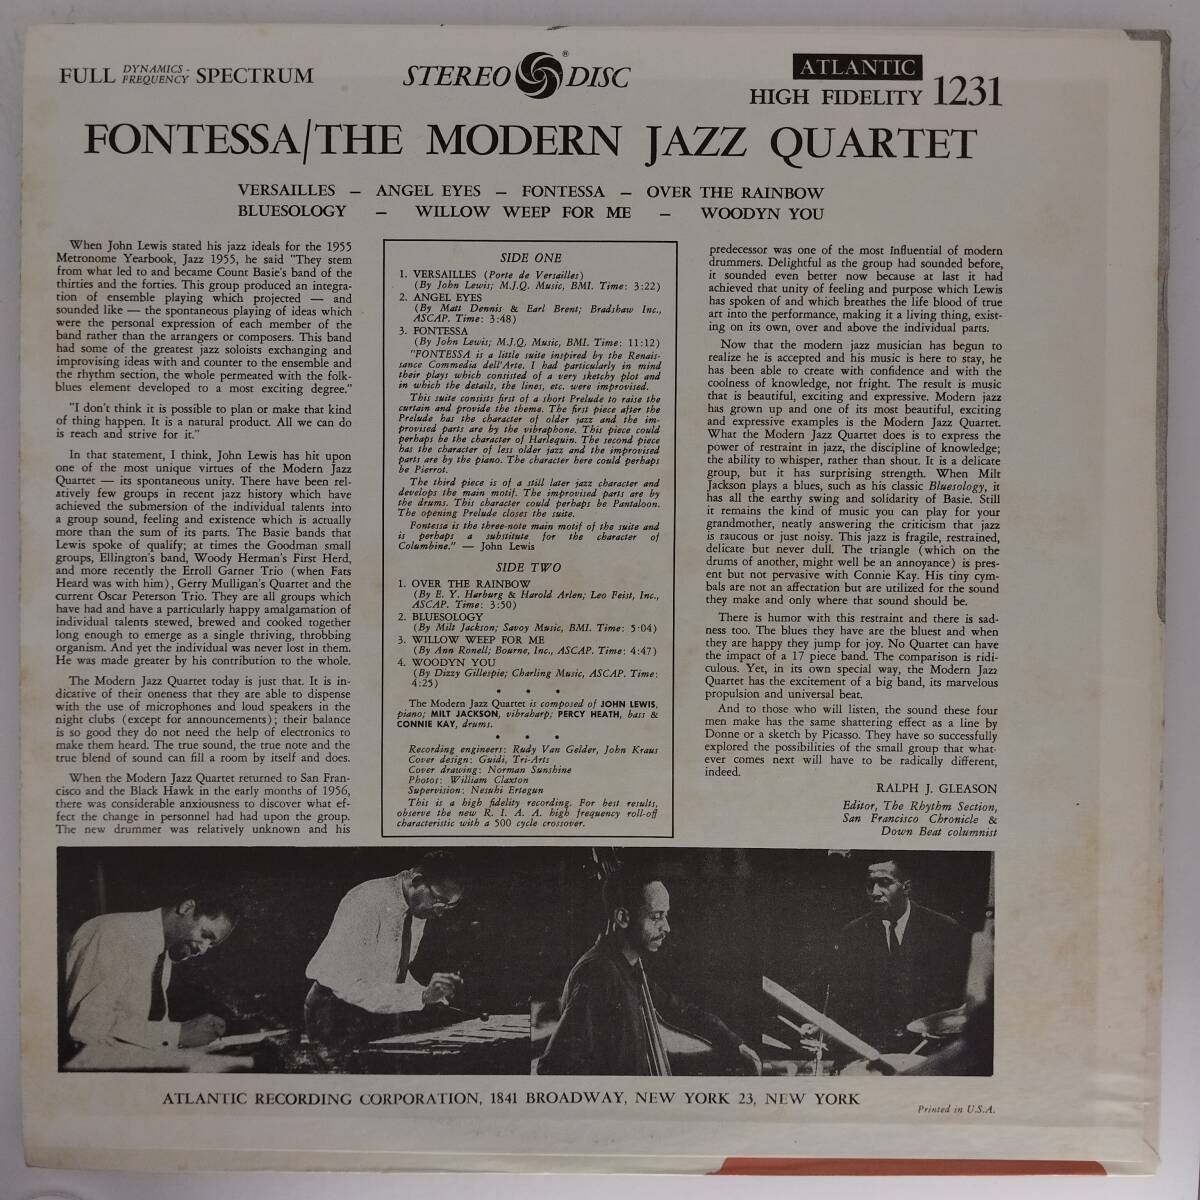 FULL DYNAMICS - FREQUENCY SPECTRUM
STEREO DISC ®
ATLANTIC
HIGH FIDELITY 1231
FONTESSA/THE MODERN JAZZ QUARTET
VERSAILLES – ANGEL EYES – FONTESSA – OVER THE RAINBOW
BLUESOLOGY – WILLOW WEEP FOR ME – WOODYN YOU
When John Lewis stated his jazz ideals for the 1955
Metronome Yearbook, Jazz 1955, he said "They stem
from what led to and became Count Basie's band of the
thirties and the forties. This group produced an integra-
tion of ensemble playing which projected — and
sounded like — the spontaneous playing of ideas which
were the personal expression of each member of the
band rather than the arrangers or composers. This band
had some of the greatest jazz soloists exchanging and
improvising ideas with and counter to the ensemble and
the rhythm section, the whole permeated with the folk-
blues element developed to a most exciting degree."
"I don't think it is possible to plan or make that kind
of thing happen. It is a natural product. All we can do
is reach and strive for it."
In that statement, I think, John Lewis has hit upon
one of the most unique virtues of the Modern Jazz
Quartet — its spontaneous unity. There have been rel-
atively few groups in recent jazz history which have
achieved the submersion of the individual talents into
a group sound, feeling and existence which is actually
more than the sum of its parts. The Basie bands that
Lewis spoke of qualify; at times the Goodman small
groups, Ellington's band, Woody Herman's First Herd,
and more recently the Erroll Garner Trio (when Fats
Heard was with him), Gerry Mulligan's Quartet and the
current Oscar Peterson Trio. They are all groups which
have had and have a particularly happy amalgamation of
individual talents stewed, brewed and cooked together
long enough to emerge as a single thriving, throbbing
organism. And yet the individual was never lost in them.
He was made greater by his contribution to the whole.
The Modern Jazz Quartet today is just that. It is in-
dicative of their oneness that they are able to dispense
with the use of microphones and loud speakers in the
night clubs (except for announcements); their balance
is so good they do not need the help of electronics to
make them heard. The true sound, the true note and the
true blend of sound can fill a room by itself and does.
When the Modern Jazz Quartet returned to San Fran-
cisco and the Black Hawk in the early months of 1956,
there was considerable anxiousness to discover what ef-
fect the change in personnel had had upon the group.
The new drummer was relatively unknown and his
SIDE ONE
1. VERSAILLES (Porte de Versailles)
(By John Lewis; M.J.Q. Music, BMI. Time: 3:22)
2. ANGEL EYES
(By Matt Dennis & Earl Brent; Bradshaw Inc.,
ASCAP. Time: 3:48)
3. FONTESSA
(By John Lewis; M.J.Q. Music, BMI. Time: 11:12)
"FONTESSA is a little suite inspired by the Renais-
sance Commedia dell'Arte. I had particularly in mind
their plays which consisted of a very sketchy plot and
in which the details, the lines, etc. were improvised.
This suite consists first of a short Prelude to raise the
curtain and provide the theme. The first piece after the
Prelude has the character of older jazz and the im-
provised parts are by the vibraphone. This piece could
perhaps be the character of Harlequin. The second piece
has the character of less older jazz and the improvised
parts are by the piano. The character here could perhaps
be Pierrot.
The third piece is of a still later jazz character and
develops the main motif. The improvised parts are by
the drums. This character could perhaps be Pantaloon.
The opening Prelude closes the suite.
Fontessa is the three-note main motif of the suite and
is perhaps a substitute for the character of
Columbine." — John Lewis
SIDE TWO
1. OVER THE RAINBOW
(By E. Y. Harburg & Harold Arlen; Leo Feist, Inc.,
ASCAP. Time: 3:50)
2. BLUESOLOGY
(By Milt Jackson; Savoy Music, BMI. Time: 5:04)
3. WILLOW WEEP FOR ME
(By Ann Ronell; Bourne, Inc., ASCAP. Time: 4:47)
4. WOODYN YOU
(By Dizzy Gillespie; Charling Music, ASCAP. Time:
4:25)
• • •
The Modern Jazz Quartet is composed of JOHN LEWIS,
piano; MILT JACKSON, vibraharp; PERCY HEATH, bass &
CONNIE KAY, drums.
• • •
Recording engineers: Rudy Van Gelder, John Kraus
Cover design: Guidi, Tri-Arts
Cover drawing: Norman Sunshine
Photos: William Claxton
Supervision: Nesuhi Ertegun
This is a high fidelity recording. For best results,
observe the new R. I. A. A. high frequency roll-off
characteristic with a 500 cycle crossover.
predecessor was one of the most influential of modern
drummers. Delightful as the group had sounded before,
it sounded even better now because at last it had
achieved that unity of feeling and purpose which Lewis
has spoken of and which breathes the life blood of true
art into the performance, making it a living thing, exist-
ing on its own, over and above the individual parts.
Now that the modern jazz musician has begun to
realize he is accepted and his music is here to stay, he
has been able to create with confidence and with the
coolness of knowledge, not fright. The result is music
that is beautiful, exciting and expressive. Modern jazz
has grown up and one of its most beautiful, exciting
and expressive examples is the Modern Jazz Quartet.
What the Modern Jazz Quartet does is to express the
power of restraint in jazz, the discipline of knowledge;
the ability to whisper, rather than shout. It is a delicate
group, but it has surprising strength. When Milt
Jackson plays a blues, such as his classic Bluesology, it
has all the earthy swing and solidarity of Basie. Still
it remains the kind of music you can play for your
grandmother, neatly answering the criticism that jazz
is raucous or just noisy. This jazz is fragile, restrained,
delicate but never dull. The triangle (which on the
drums of another, might well be an annoyance) is pres-
ent but not pervasive with Connie Kay. His tiny cym-
bals are not an affectation but are utilized for the sound
they make and only where that sound should be.
There is humor with this restraint and there is sad-
ness too. The blues they have are the bluest and when
they are happy they jump for joy. No Quartet can have
the impact of a 17 piece band. The comparison is ridi-
culous. Yet, in its own special way, the Modern Jazz
Quartet has the excitement of a big band, its marvelous
propulsion and universal beat.
And to those who will listen, the sound these four
men make has the same shattering effect as a line by
Donne or a sketch by Picasso. They have so successfully
explored the possibilities of the small group that what-
ever comes next will have to be radically different,
indeed.
RALPH J. GLEASON
Editor, The Rhythm Section,
San Francisco Chronicle &
Down Beat columnist
ATLANTIC RECORDING CORPORATION, 1841 BROADWAY, NEW YORK 23, NEW YORK
Printed in U.S.A.